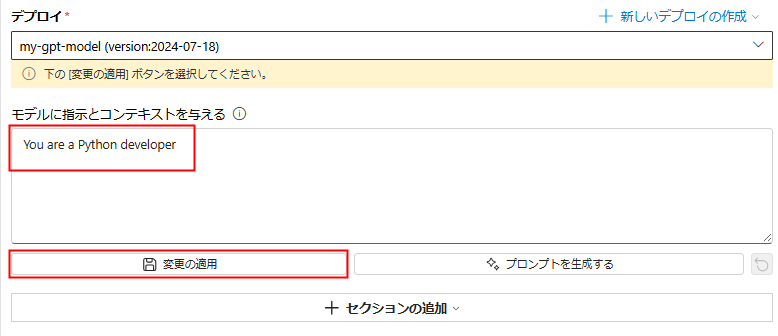 デプロイ *
新しいデプロイの作成
my-gpt-model (version:2024-07-18)
下の [変更の適用] ボタンを選択してください。
モデルに指示とコンテキストを与える
You are a Python developer
変更の適用
プロンプトを生成する
セクションの追加